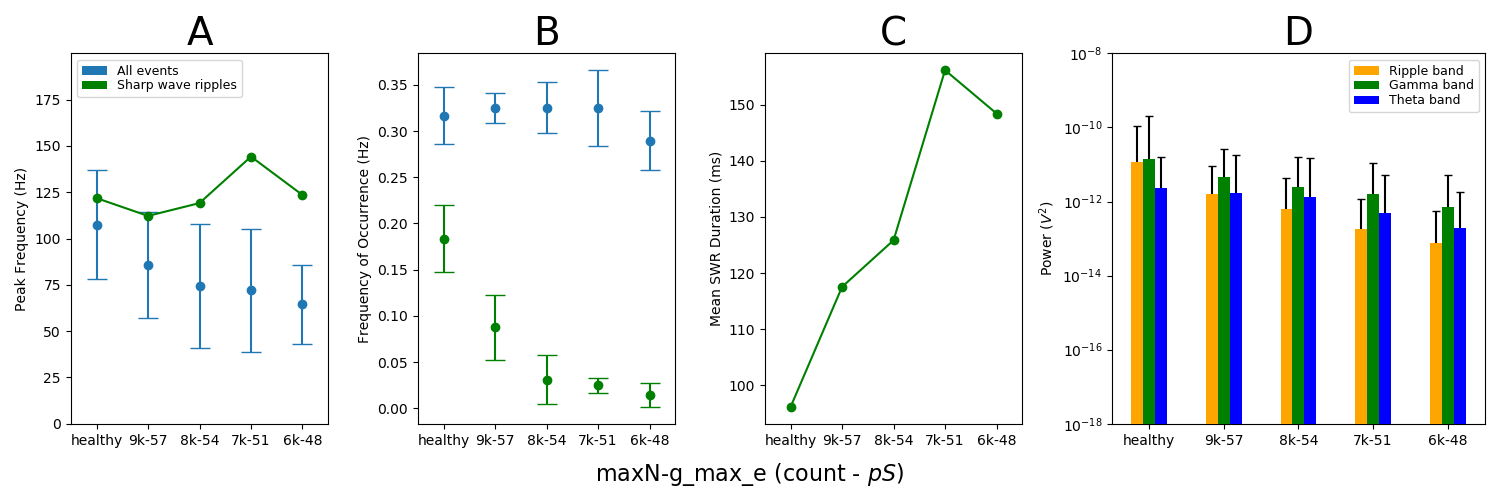 A
All events
Sharp wave ripples
Peak Frequency (Hz)
175
150
125
100
75
50
25
0
healthy 9k-57 8k-54 7k-51 6k-48
B
Frequency of Occurrence (Hz)
0.35
0.30
0.25
0.20
0.15
0.10
0.05
0.00
healthy 9k-57 8k-54 7k-51 6k-48
C
Mean SWR Duration (ms)
150
140
130
120
110
100
healthy 9k-57 8k-54 7k-51 6k-48
D
Ripple band
Gamma band
Theta band
Power (V²)
10⁻⁸
10⁻¹⁰
10⁻¹²
10⁻¹⁴
10⁻¹⁶
10⁻¹⁸
healthy 9k-57 8k-54 7k-51 6k-48
maxN-g_max_e (count - pS)